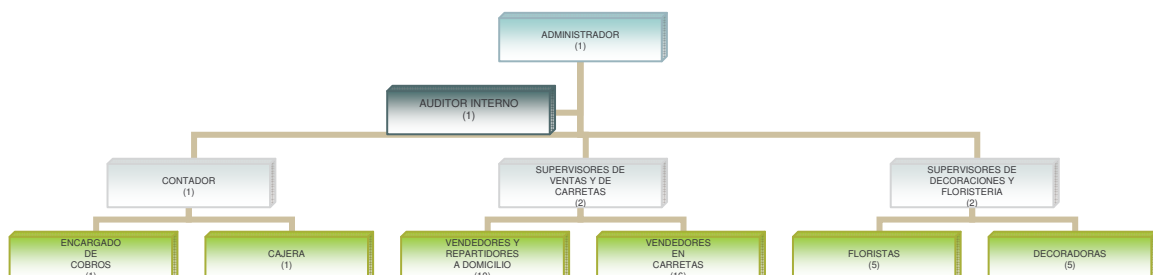 ADMINISTRADOR
(1)
AUDITOR INTERNO
(1)
CONTADOR
(1)
SUPERVISORES DE
VENTAS Y DE
CARRETAS
(2)
SUPERVISORES DE
DECORACIONES Y
FLORISTERIA
(2)
ENCARGADO
DE
COBROS
CAJERA
(1)
VENDEDORES Y
REPARTIDORES
A DOMICILIO
VENDEDORES
EN
CARRETAS
FLORISTAS
(5)
DECORADORAS
(5)